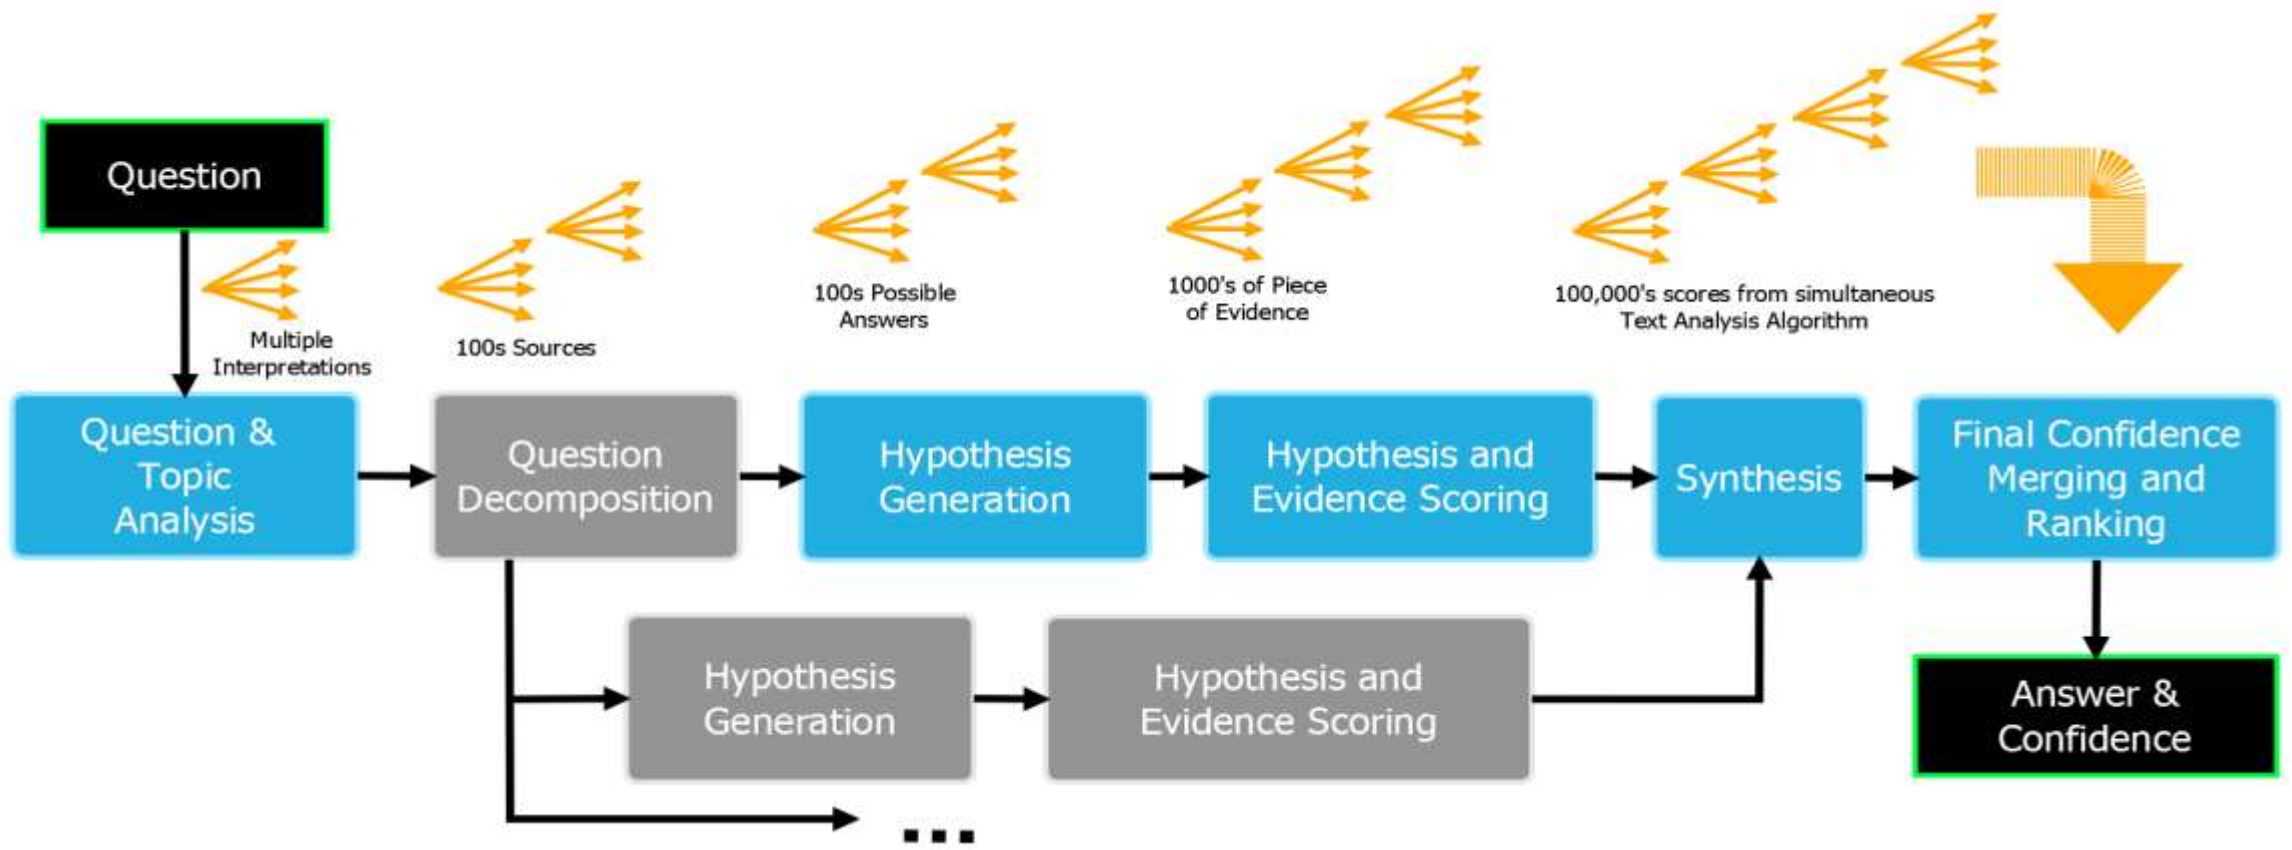 Question
Multiple
Interpretations
100s Sources
100s Possible
Answers
1000's of Piece
of Evidence
100,000's scores from simultaneous
Text Analysis Algorithm
Question &
Topic
Analysis
Question
Decomposition
Hypothesis
Generation
Hypothesis and
Evidence Scoring
Synthesis
Final Confidence
Merging and
Ranking
Hypothesis
Generation
Hypothesis and
Evidence Scoring
Answer &
Confidence
...